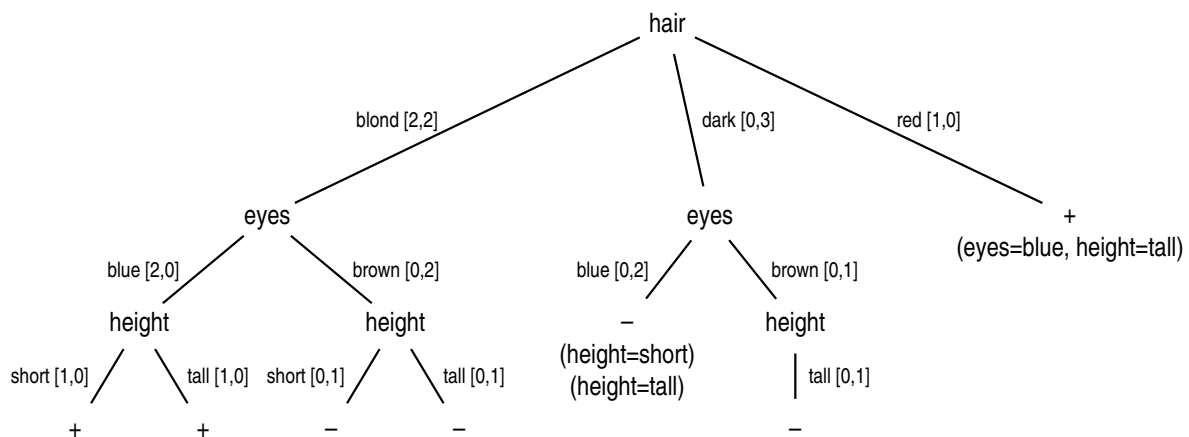 hair
blond [2,2]
dark [0,3]
red [1,0]
eyes
eyes
+
(eyes=blue, height=tall)
blue [2,0]
brown [0,2]
blue [0,2]
brown [0,1]
height
height
–
height
(height=short)
(height=tall)
short [1,0]
tall [1,0]
short [0,1]
tall [0,1]
tall [0,1]
+
+
–
–
–